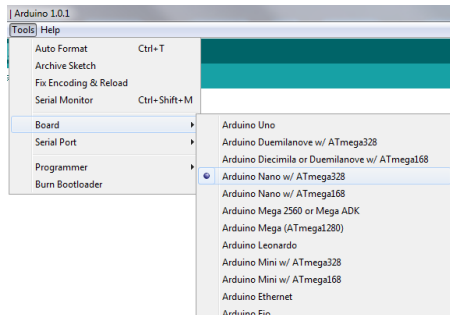 Arduino 1.0.1
Tools Help
Auto Format Ctrl+T
Archive Sketch
Fix Encoding & Reload
Serial Monitor Ctrl+Shift+M
Board
Serial Port
Programmer
Burn Bootloader
Arduino Uno
Arduino Duemilanove w/ ATmega328
Arduino Diecimila or Duemilanove w/ ATmega168
Arduino Nano w/ ATmega328
Arduino Nano w/ ATmega168
Arduino Mega 2560 or Mega ADK
Arduino Mega (ATmega1280)
Arduino Leonardo
Arduino Mini w/ ATmega328
Arduino Mini w/ ATmega168
Arduino Ethernet
Arduino Fio